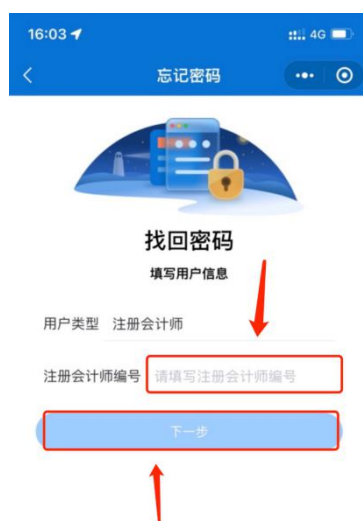 16:03 4G
忘记密码
找回密码
填写用户信息
用户类型 注册会计师
注册会计师编号 请填写注册会计师编号
下一步